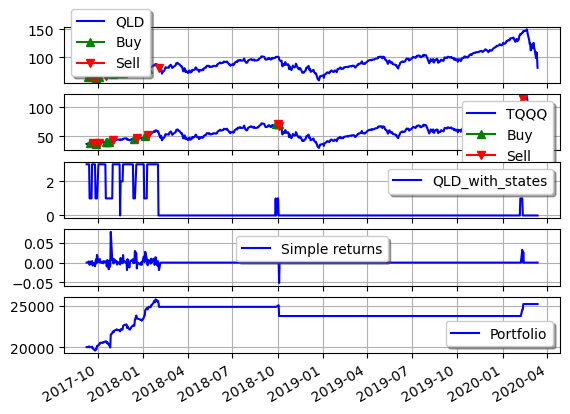 150
100
QLD
Buy
Sell
100
50
TQQQ
Buy
Sell
2
0
QLD_with_states
0.05
0.00
−0.05
Simple returns
25000
20000
Portfolio
2017-10
2018-01
2018-04
2018-07
2018-10
2019-01
2019-04
2019-07
2019-10
2020-01
2020-04